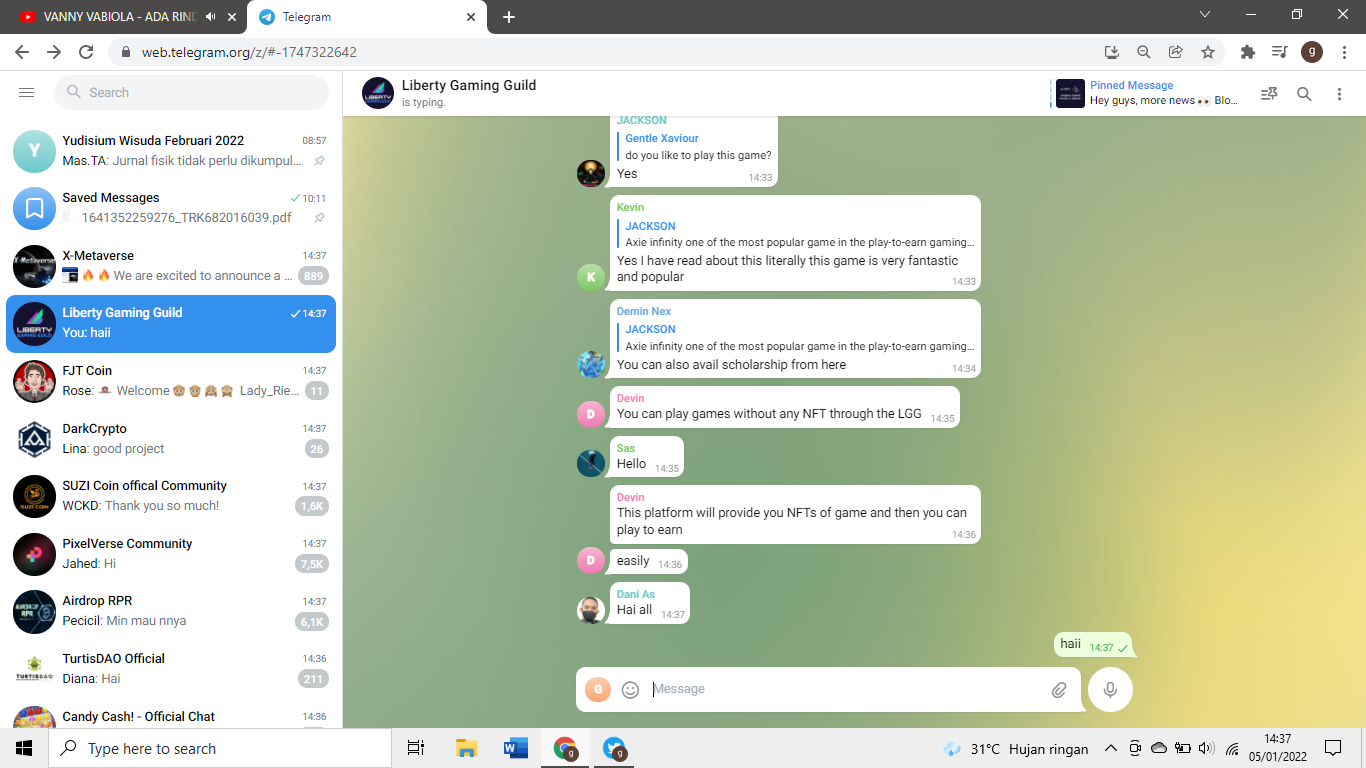 VANNY VABIOLA - ADA RIND
Telegram
web.telegram.org/z/#-1747322642
g
Search
Yudisium Wisuda Februari 2022
08:57
Y
Mas.TA: Jurnal fisik tidak perlu dikumpul...
Saved Messages
10:11
1641352259276_TRK682016039.pdf
X-Metaverse
14:37
We are excited to announce a ...
889
Liberty Gaming Guild
14:37
You: haii
FJT Coin
14:37
Rose: Welcome Lady_Rie...
11
DarkCrypto
14:37
Lina: good project
26
SUZI Coin offical Community
14:37
WCKD: Thank you so much!
1,6K
PixelVerse Community
14:37
Jahed: Hi
7,5K
Airdrop RPR
14:37
Pecicil: Min mau nnya
6,1K
TurtisDAO Official
14:36
Diana: Hai
211
Candy Cash! - Official Chat
14:36
Liberty Gaming Guild
is typing.
Pinned Message
Hey guys, more news 👀 Blo...
JACKSON
Gentle Xaviour
do you like to play this game?
Yes
14:33
Kevin
JACKSON
Axie infinity one of the most popular game in the play-to-earn gaming...
Yes I have read about this literally this game is very fantastic
and popular
14:33
K
Demin Nex
JACKSON
Axie infinity one of the most popular game in the play-to-earn gaming...
You can also avail scholarship from here
14:34
Devin
You can play games without any NFT through the LGG
14:35
D
Sas
Hello
14:35
Devin
This platform will provide you NFTs of game and then you can
play to earn
14:36
D
easily
14:36
Dani As
Hai all
14:37
haii
14:37
G
Message
Type here to search
31°C Hujan ringan
14:37
05/01/2022